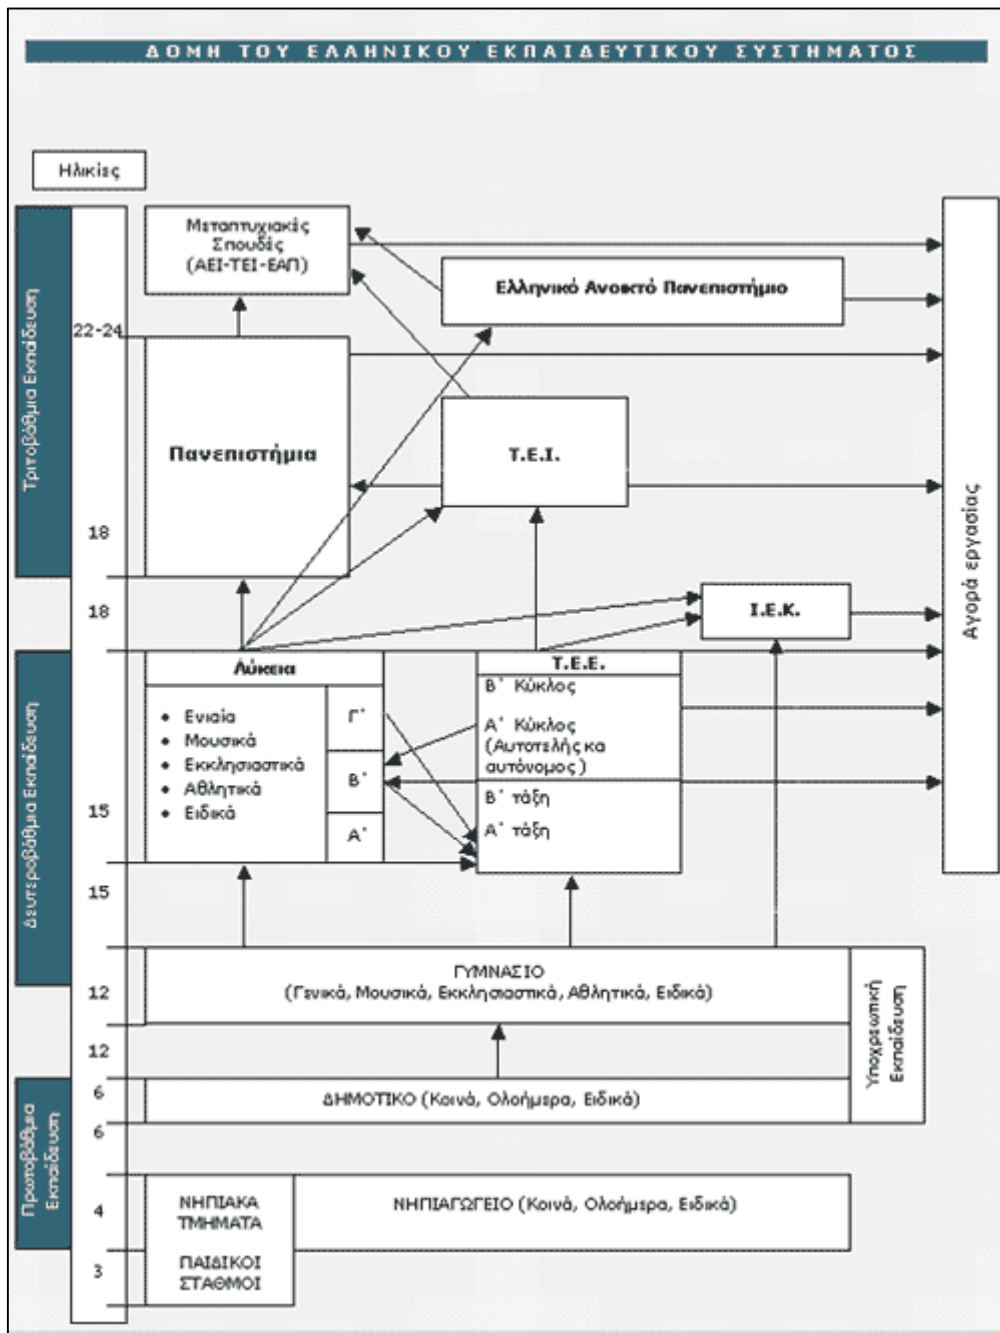 ΔΟΜΗ ΤΟΥ ΕΛΛΗΝΙΚΟΥ ΕΚΠΑΙΔΕΥΤΙΚΟΥ ΣΥΣΤΗΜΑΤΟΣ
Ηλικίες
Τριτοβάθμια Εκπαίδευση
22-24
18
18
Μεταπτυχιακές
Σπουδές
(ΑΕΙ-ΤΕΙ-ΕΑΠ)
Ελληνικό Ανοικτό Πανεπιστήμιο
Πανεπιστήμια
Τ.Ε.Ι.
Ι.Ε.Κ.
Αγορά εργασίας
Δευτεροβάθμια Εκπαίδευση
15
15
12
12
Λύκεια
• Ενιαία
• Μουσικά
• Εκκλησιαστικά
• Αθλητικά
• Ειδικά
Γ'
Β'
Α'
Τ.Ε.Ε.
Β' Κύκλος
Α' Κύκλος
(Αυτοτελής κα
αυτόνομος)
Β' τάξη
Α' τάξη
ΓΥΜΝΑΣΙΟ
(Γενικά, Μουσικά, Εκκλησιαστικά, Αθλητικά, Ειδικά)
Υποχρεωτική
Εκπαίδευση
Πρωτοβάθμια
Εκπαίδευση
6
6
4
3
ΔΗΜΟΤΙΚΟ (Κοινά, Ολοήμερα, Ειδικά)
ΝΗΠΙΑΚΑ
ΤΜΗΜΑΤΑ
ΠΑΙΔΙΚΟΙ
ΣΤΑΘΜΟΙ
ΝΗΠΙΑΓΩΓΕΙΟ (Κοινά, Ολοήμερα, Ειδικά)